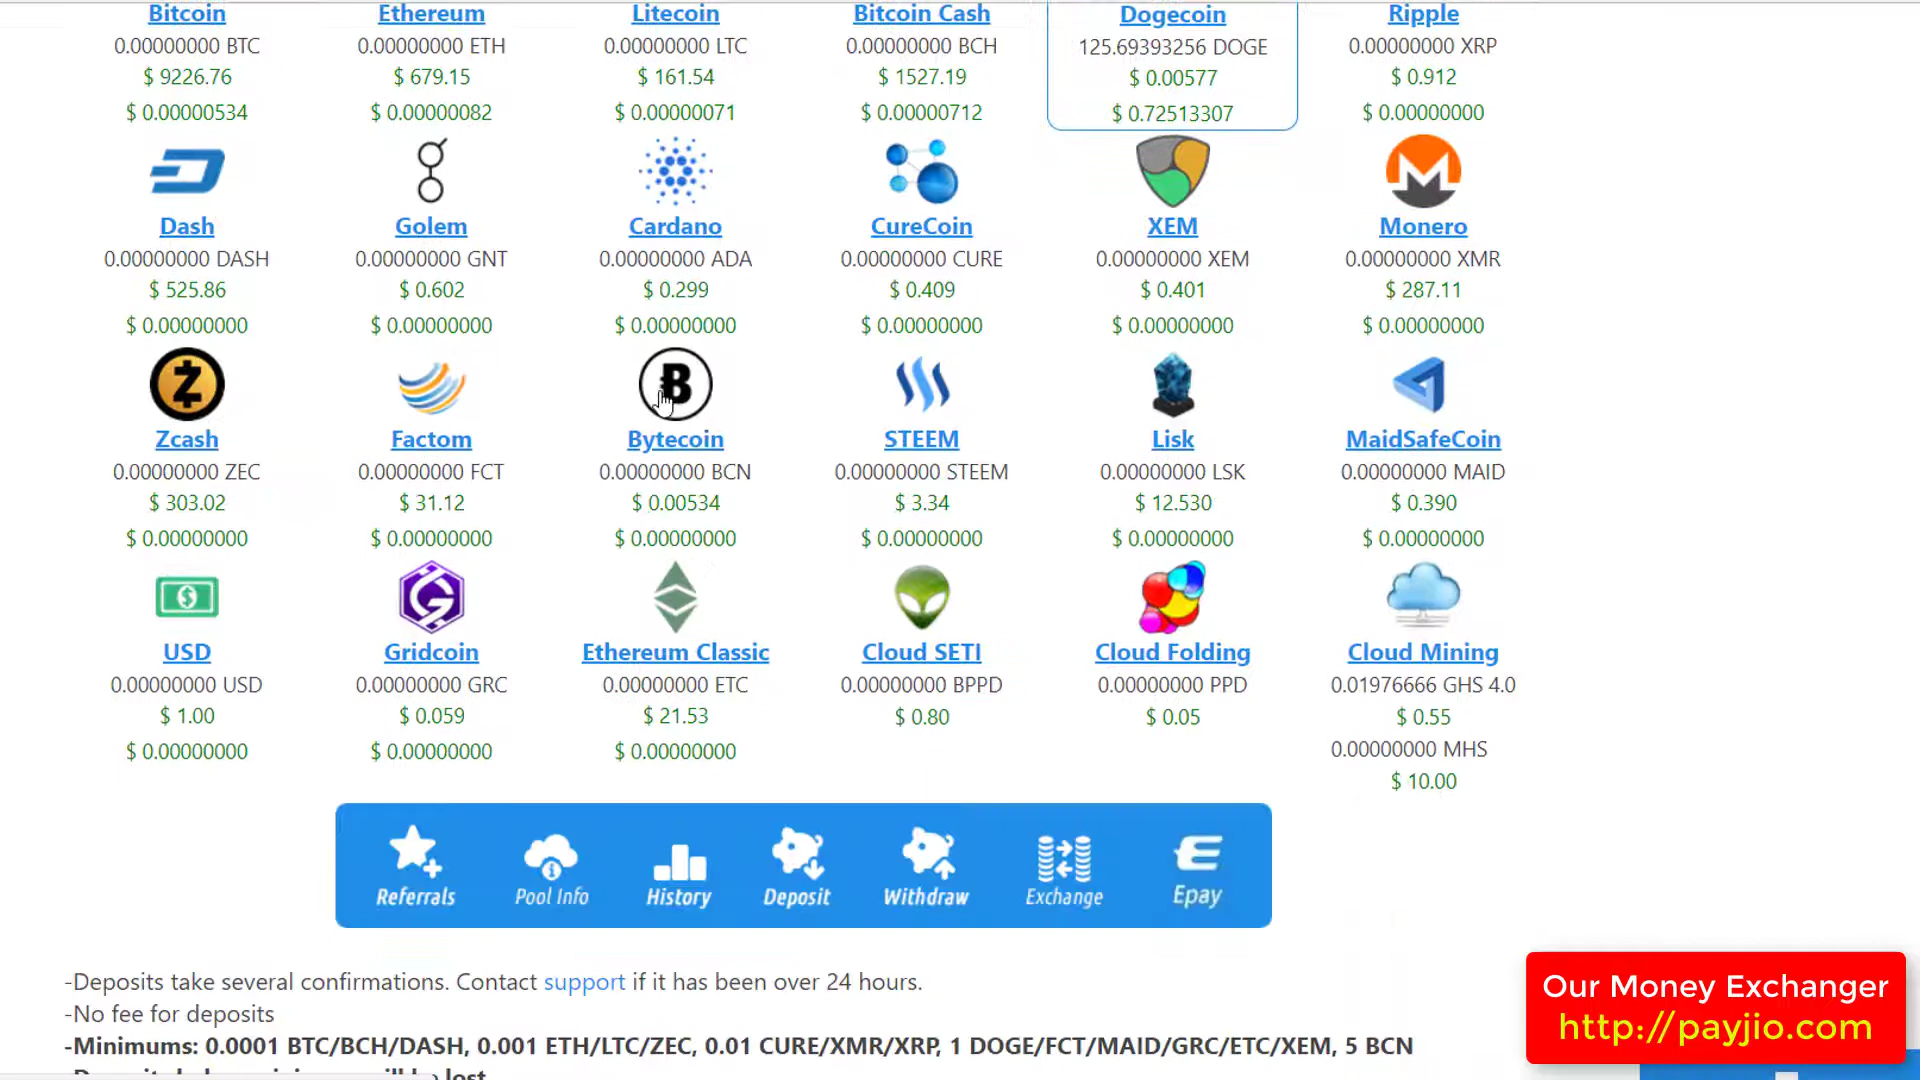 Bitcoin Ethereum Litecoin Bitcoin Cash Dogecoin Ripple
0.00000000 BTC 0.00000000 ETH 0.00000000 LTC 0.00000000 BCH 125.69393256 DOGE 0.00000000 XRP
$ 9226.76 $ 679.15 $ 161.54 $ 1527.19 $ 0.00577 $ 0.912
$ 0.00000534 $ 0.00000082 $ 0.00000071 $ 0.00000712 $ 0.72513307 $ 0.00000000
Dash Golem Cardano CureCoin XEM Monero
0.00000000 DASH 0.00000000 GNT 0.00000000 ADA 0.00000000 CURE 0.00000000 XEM 0.00000000 XMR
$ 525.86 $ 0.602 $ 0.299 $ 0.409 $ 0.401 $ 287.11
$ 0.00000000 $ 0.00000000 $ 0.00000000 $ 0.00000000 $ 0.00000000 $ 0.00000000
Zcash Factom Bytecoin STEEM Lisk MaidSafeCoin
0.00000000 ZEC 0.00000000 FCT 0.00000000 BCN 0.00000000 STEEM 0.00000000 LSK 0.00000000 MAID
$ 303.02 $ 31.12 $ 0.00534 $ 3.34 $ 12.530 $ 0.390
$ 0.00000000 $ 0.00000000 $ 0.00000000 $ 0.00000000 $ 0.00000000 $ 0.00000000
USD Gridcoin Ethereum Classic Cloud SETI Cloud Folding Cloud Mining
0.00000000 USD 0.00000000 GRC 0.00000000 ETC 0.00000000 BPPD 0.00000000 PPD 0.01976666 GHS 4.0
$ 1.00 $ 0.059 $ 21.53 $ 0.80 $ 0.05 $ 0.55
$ 0.00000000 $ 0.00000000 $ 0.00000000 0.00000000 MHS
$ 10.00
Referrals Pool Info History Deposit Withdraw Exchange Epay
-Deposits take several confirmations. Contact support if it has been over 24 hours.
-No fee for deposits
-Minimums: 0.0001 BTC/BCH/DASH, 0.001 ETH/LTC/ZEC, 0.01 CURE/XMR/XRP, 1 DOGE/FCT/MAID/GRC/ETC/XEM, 5 BCN
Our Money Exchanger
http://payjio.com